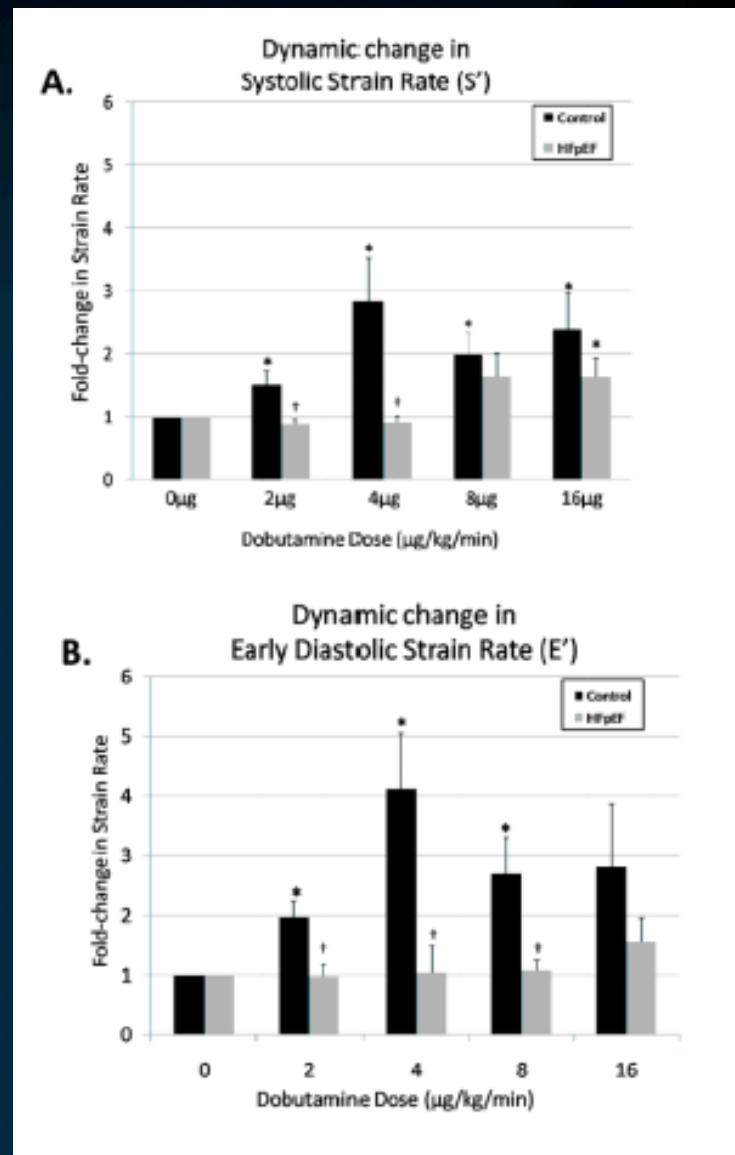 Dynamic change in
A.
Systolic Strain Rate (S')
6
5
4
3
2
1
0
Fold-change in Strain Rate
Control
HFpEF
*
*
*
*
*
†
†
0µg 2µg 4µg 8µg 16µg
Dobutamine Dose (µg/kg/min)
Dynamic change in
B.
Early Diastolic Strain Rate (E')
6
5
4
3
2
1
0
Fold-change in Strain Rate
Control
HFpEF
*
*
*
†
†
†
0 2 4 8 16
Dobutamine Dose (µg/kg/min)